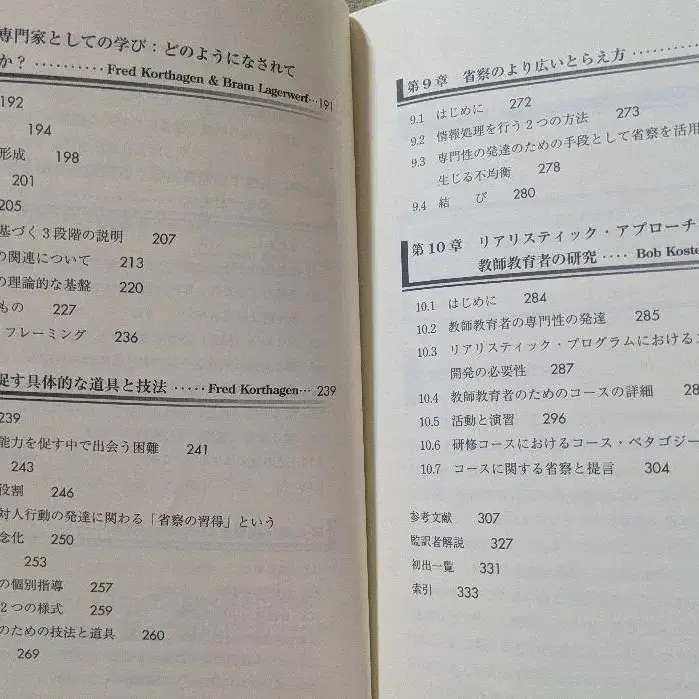 専門家としての学び：どのようになされて
か？ ·········· Fred Korthagen & Bram Lagerwerf··· 191
192
194
形成 198
201
205
基づく３段階の説明 207
の関連について 213
の理論的な基盤 220
もの 227
フレーミング 236
促す具体的な道具と技法 ······ Fred Korthagen··· 239
239
能力を促す中で出会う困難 241
243
役割 246
対人行動の発達に関わる「省察の習得」という
念化 250
253
の個別指導 257
２つの様式 259
のための技法と道具 260
269
第９章 省察のより広いとらえ方 ··········
9.1 はじめに 272
9.2 情報処理を行う２つの方法 273
9.3 専門性の発達のための手段として省察を活用
生じる不均衡 278
9.4 結 び 280
第10章 リアリスティック・アプローチ
教師教育者の研究 ···· Bob Koste
10.1 はじめに 284
10.2 教師教育者の専門性の発達 285
10.3 リアリスティック・プログラムにおける
開発の必要性 287
10.4 教師教育者のためのコースの詳細 28
10.5 活動と演習 296
10.6 研修コースにおけるコース・ペタゴジー
10.7 コースに関する省察と提言 304
参考文献 307
監訳者解説 327
初出一覧 331
索引 333